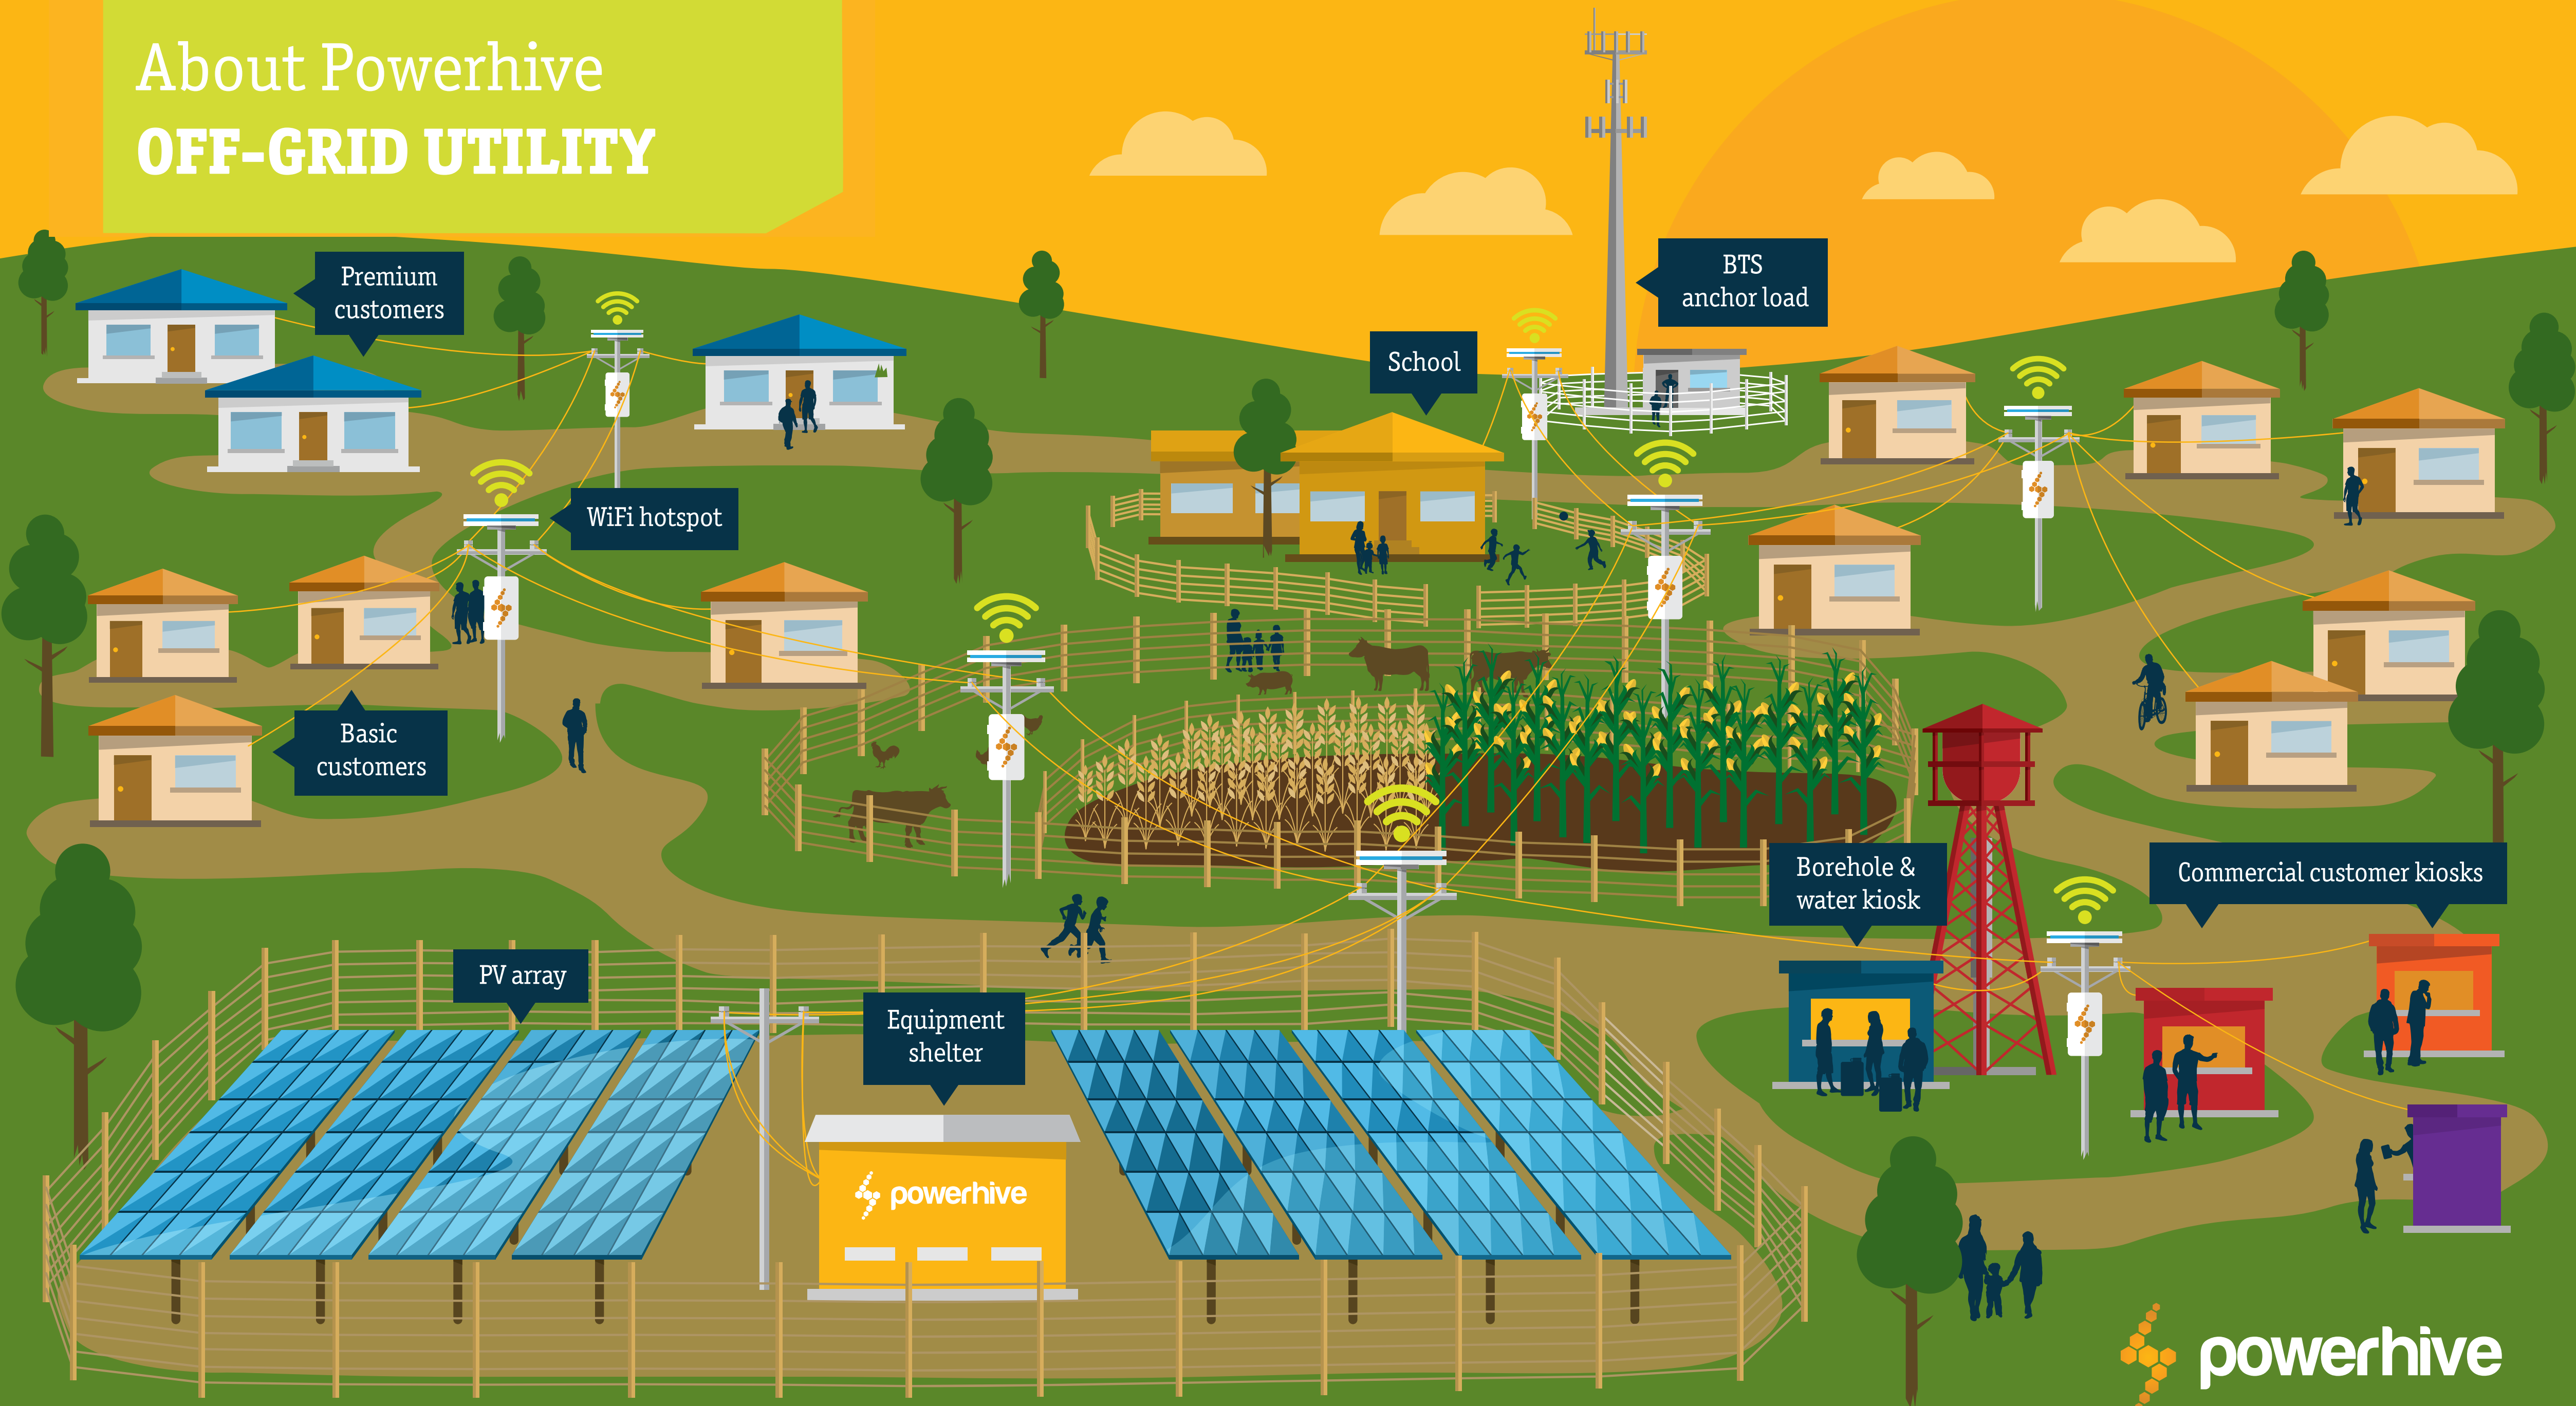 About Powerhive
OFF-GRID UTILITY
Premium
customers
BTS
anchor load
School
WiFi hotspot
Basic
customers
Borehole &
water kiosk
Commercial customer kiosks
PV array
Equipment
shelter
powerhive
powerhive